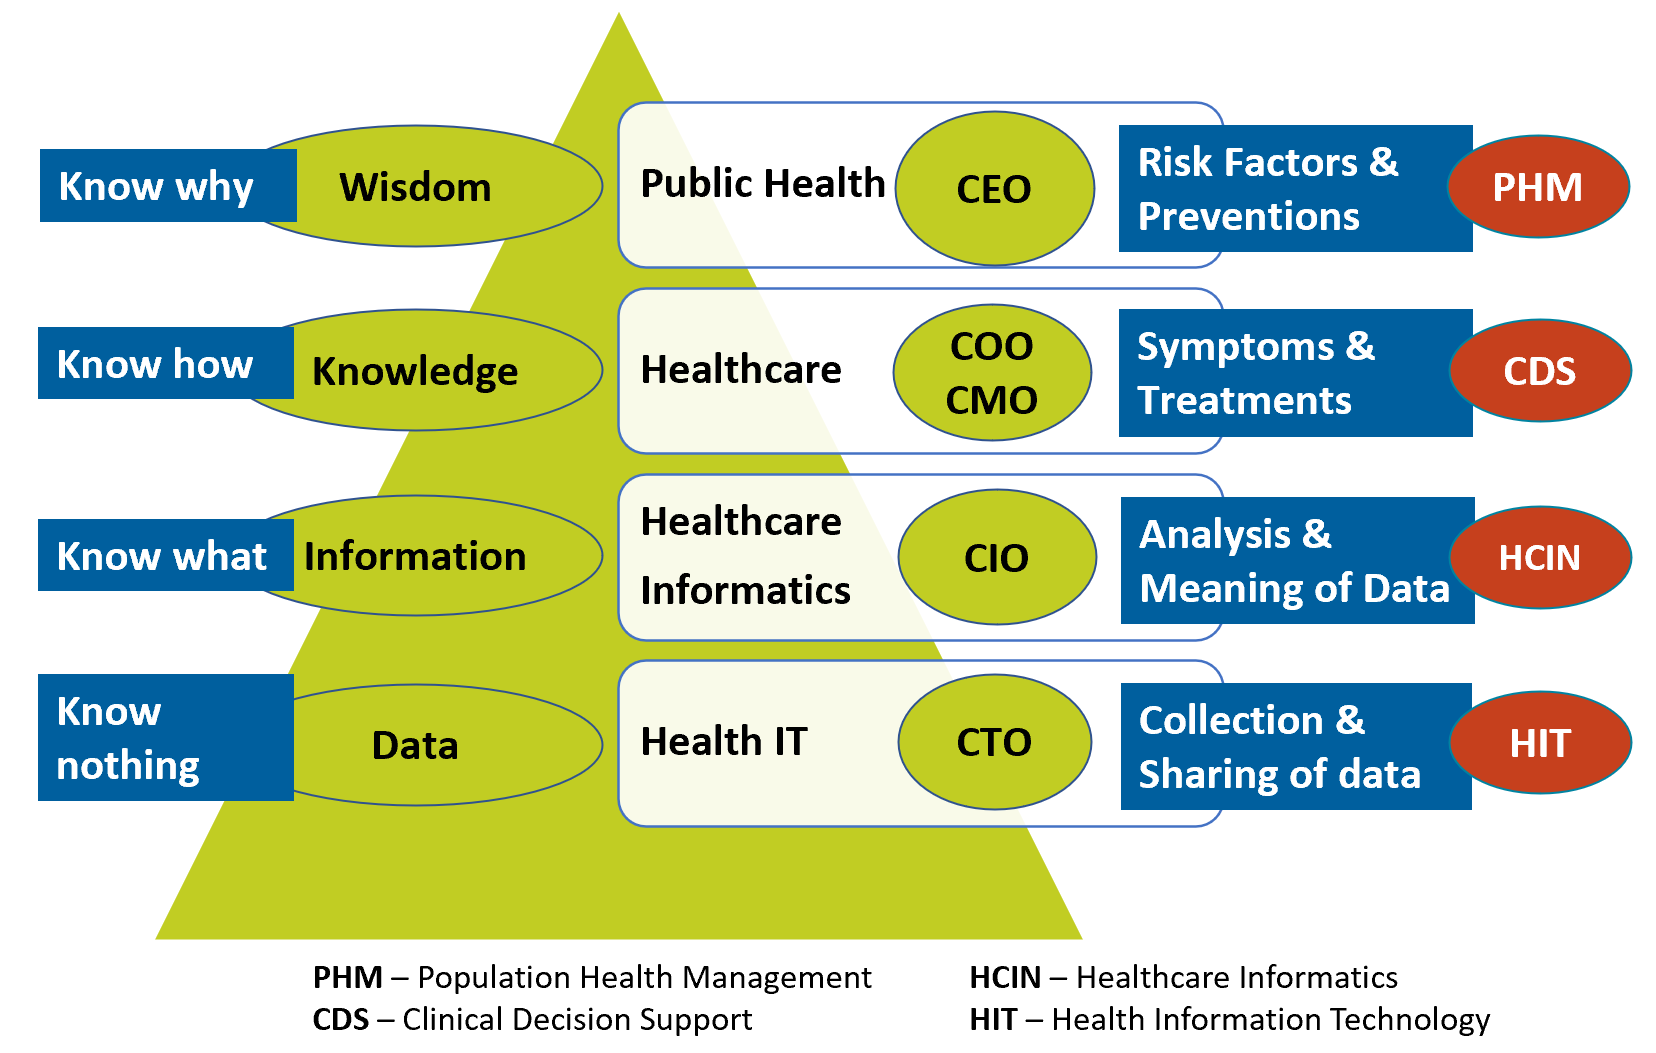 Know why
Wisdom
Public Health
CEO
Risk Factors &
Preventions
PHM
Know how
Knowledge
Healthcare
COO
CMO
Symptoms &
Treatments
CDS
Know what
Information
Healthcare
Informatics
CIO
Analysis &
Meaning of Data
HCIN
Know
nothing
Data
Health IT
CTO
Collection &
Sharing of data
HIT
PHM – Population Health Management
CDS – Clinical Decision Support
HCIN – Healthcare Informatics
HIT – Health Information Technology